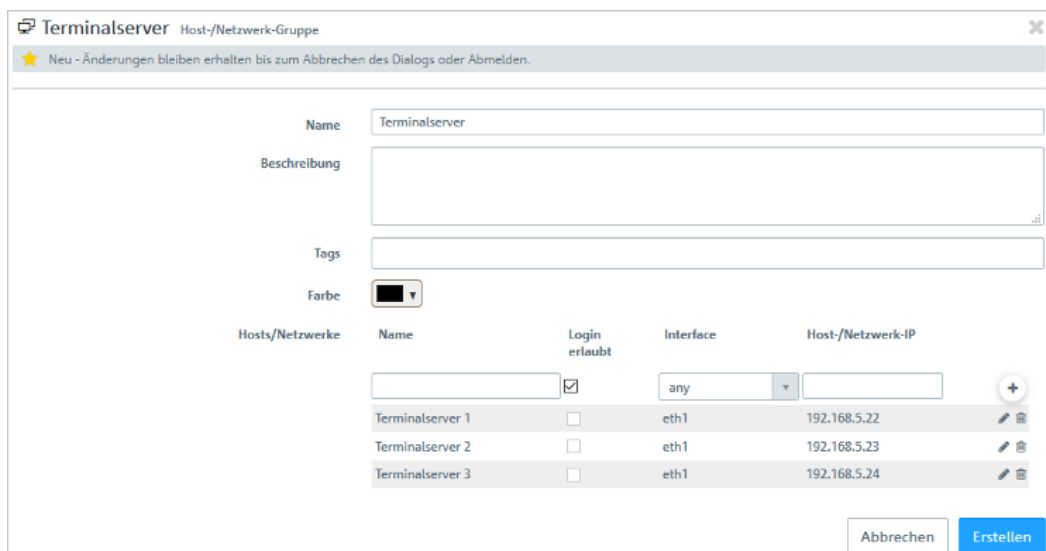 Terminalserver Host-/Netzwerk-Gruppe
Neu - Änderungen bleiben erhalten bis zum Abbrechen des Dialogs oder Abmelden.
Name Terminalserver
Beschreibung
Tags
Farbe
Hosts/Netzwerke Name Login erlaubt Interface Host-/Netzwerk-IP
any
Terminalserver 1 eth1 192.168.5.22
Terminalserver 2 eth1 192.168.5.23
Terminalserver 3 eth1 192.168.5.24
Abbrechen Erstellen